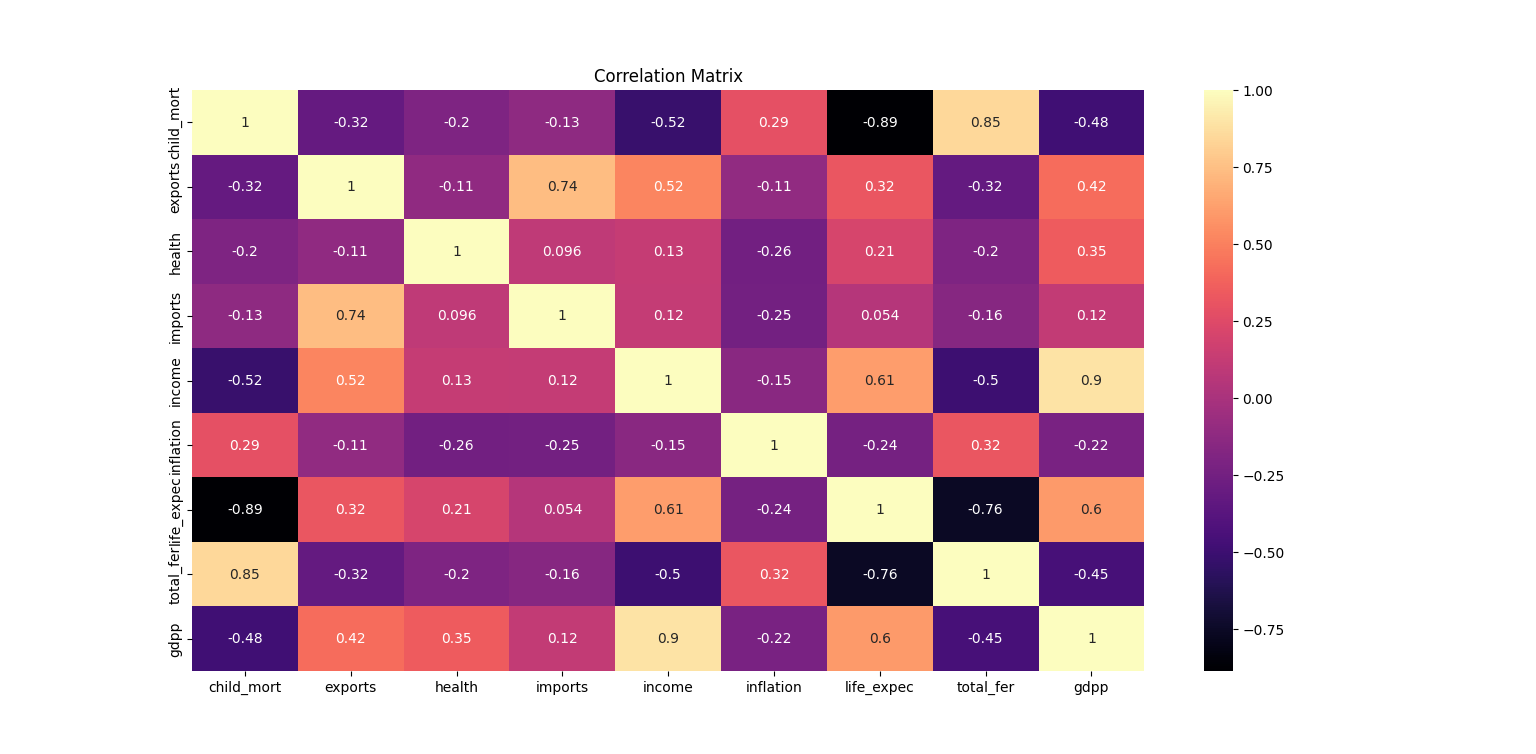 Correlation Matrix
child_mort 1 -0.32 -0.2 -0.13 -0.52 0.29 -0.89 0.85 -0.48
exports -0.32 1 -0.11 0.74 0.52 -0.11 0.32 -0.32 0.42
health -0.2 -0.11 1 0.096 0.13 -0.26 0.21 -0.2 0.35
imports -0.13 0.74 0.096 1 0.12 -0.25 0.054 -0.16 0.12
income -0.52 0.52 0.13 0.12 1 -0.15 0.61 -0.5 0.9
inflation 0.29 -0.11 -0.26 -0.25 -0.15 1 -0.24 0.32 -0.22
life_expec -0.89 0.32 0.21 0.054 0.61 -0.24 1 -0.76 0.6
total_fer 0.85 -0.32 -0.2 -0.16 -0.5 0.32 -0.76 1 -0.45
gdpp -0.48 0.42 0.35 0.12 0.9 -0.22 0.6 -0.45 1
child_mort exports health imports income inflation life_expec total_fer gdpp
1.00
0.75
0.50
0.25
0.00
−0.25
−0.50
−0.75